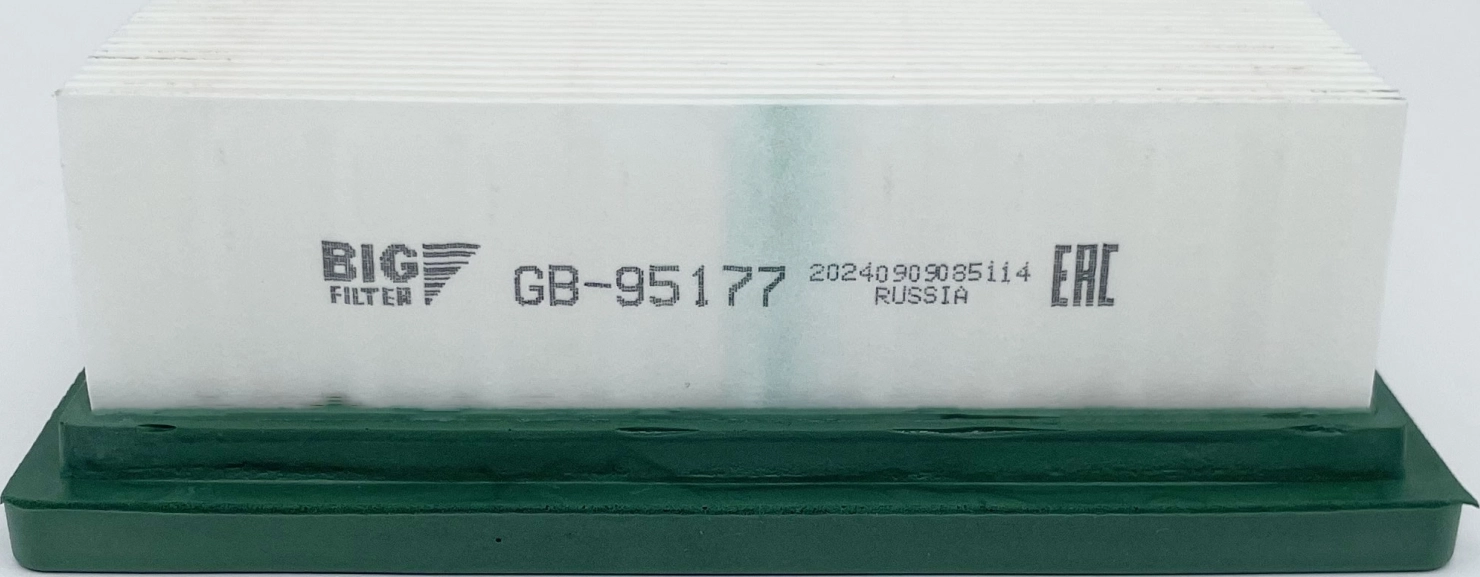 BIG
FILTER
GB-95177
20240909085114
RUSSIA
EAC